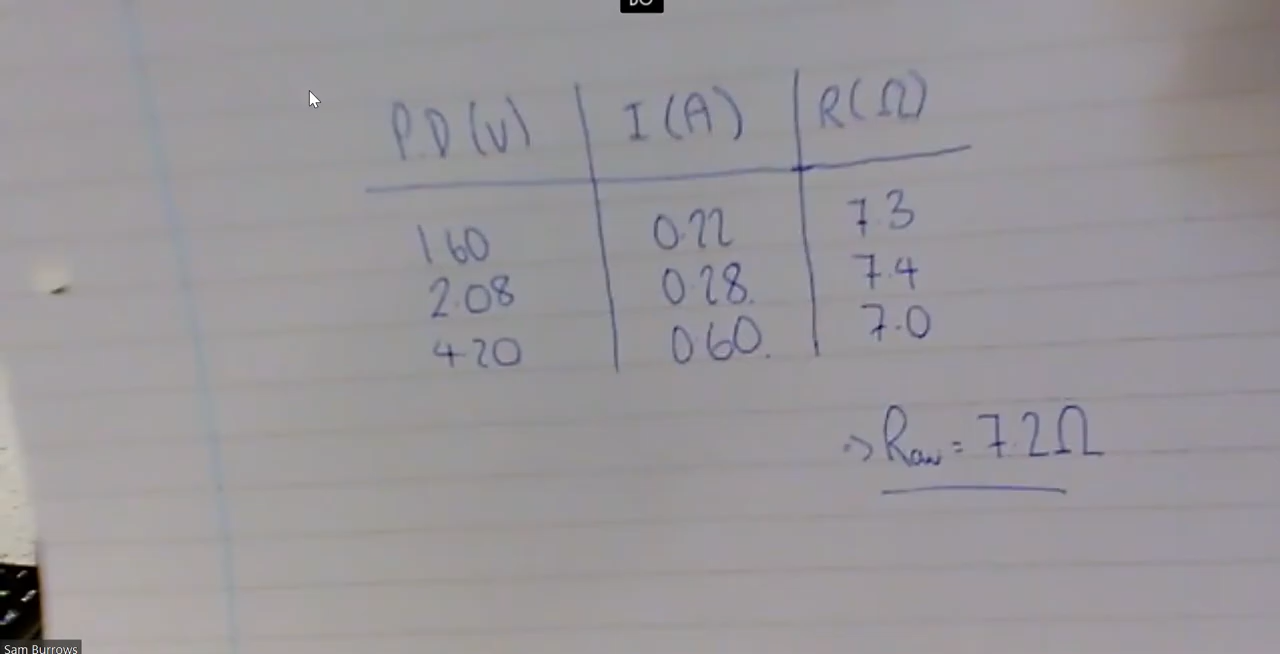 P.D (V) I (A) R (Ω)
1.60 0.22 7.3
2.08 0.28 7.4
4.20 0.60 7.0
=> Rav = 7.2Ω
Sam Burrows